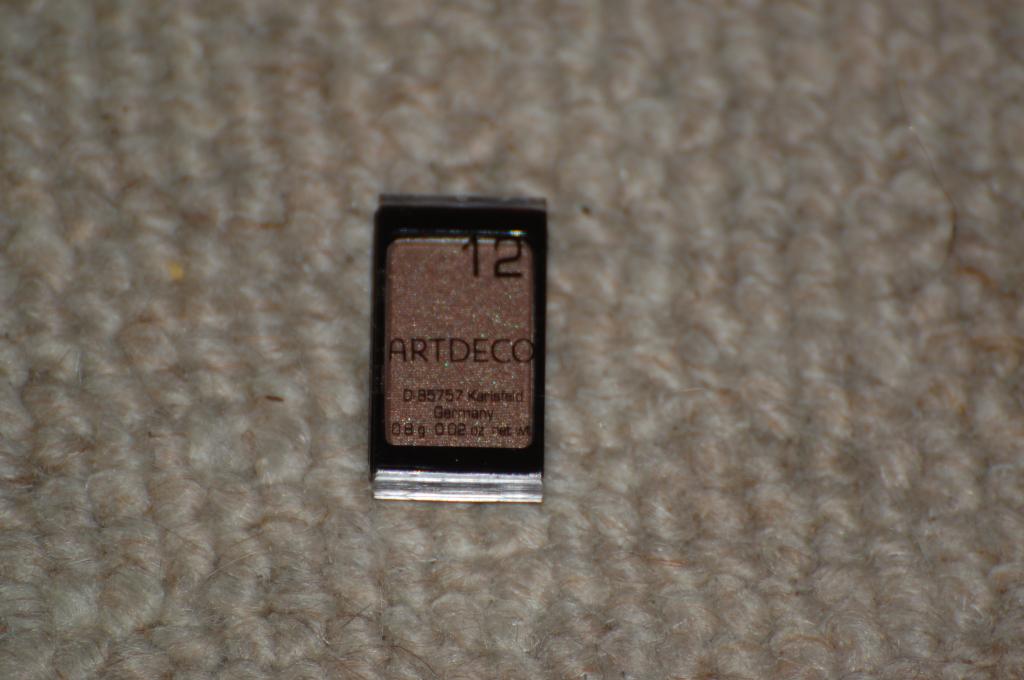 12
ARTDECO
D-85757 Karlsfeld
Germany
0.8 g 0.02 oz. net wt